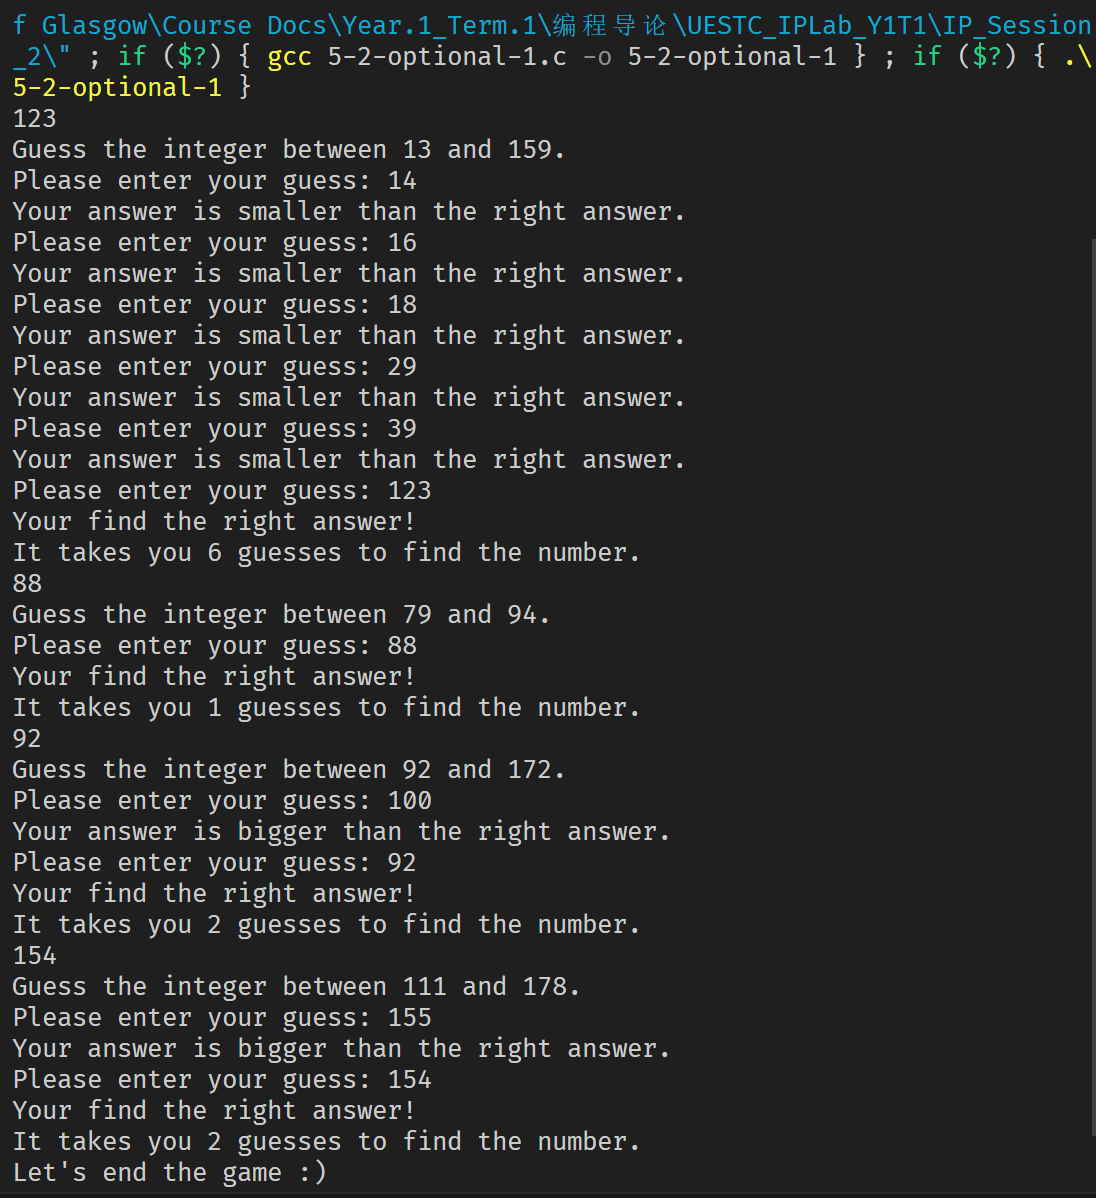 f Glasgow\Course Docs\Year.1_Term.1\编程导论\UESTC_IPLab_Y1T1\IP_Session
_2\" ; if ($?) { gcc 5-2-optional-1.c -o 5-2-optional-1 } ; if ($?) { .\
5-2-optional-1 }
123
Guess the integer between 13 and 159.
Please enter your guess: 14
Your answer is smaller than the right answer.
Please enter your guess: 16
Your answer is smaller than the right answer.
Please enter your guess: 18
Your answer is smaller than the right answer.
Please enter your guess: 29
Your answer is smaller than the right answer.
Please enter your guess: 39
Your answer is smaller than the right answer.
Please enter your guess: 123
Your find the right answer!
It takes you 6 guesses to find the number.
88
Guess the integer between 79 and 94.
Please enter your guess: 88
Your find the right answer!
It takes you 1 guesses to find the number.
92
Guess the integer between 92 and 172.
Please enter your guess: 100
Your answer is bigger than the right answer.
Please enter your guess: 92
Your find the right answer!
It takes you 2 guesses to find the number.
154
Guess the integer between 111 and 178.
Please enter your guess: 155
Your answer is bigger than the right answer.
Please enter your guess: 154
Your find the right answer!
It takes you 2 guesses to find the number.
Let's end the game :)